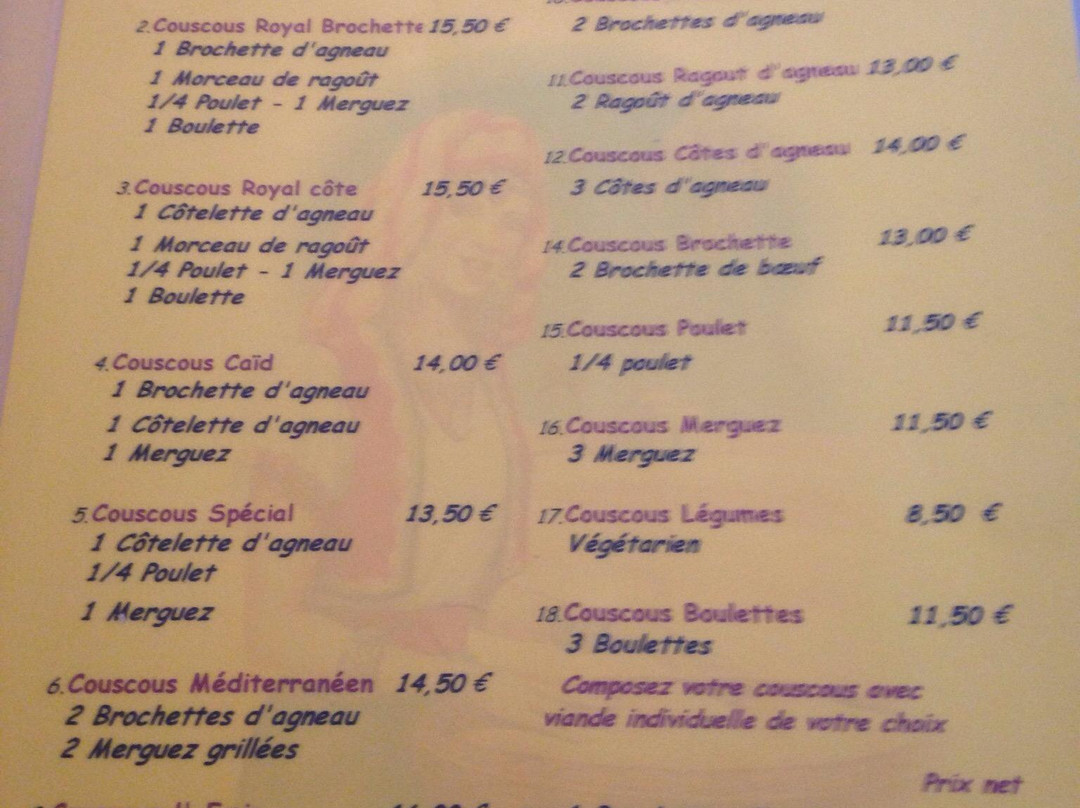 2.Couscous Royal Brochette 15,50 €
1 Brochette d'agneau
1 Morceau de ragoût
1/4 Poulet - 1 Merguez
1 Boulette
3.Couscous Royal côte 15,50 €
1 Côtelette d'agneau
1 Morceau de ragoût
1/4 Poulet - 1 Merguez
1 Boulette
4.Couscous Caïd 14,00 €
1 Brochette d'agneau
1 Côtelette d'agneau
1 Merguez
5.Couscous Spécial 13,50 €
1 Côtelette d'agneau
1/4 Poulet
1 Merguez
6.Couscous Méditerranéen 14,50 €
2 Brochettes d'agneau
2 Merguez grillées
2 Brochettes d'agneau
11.Couscous Ragout d'agneau 13,00 €
2 Ragoût d'agneau
12.Couscous Côtes d'agneau 14,00 €
3 Côtes d'agneau
14.Couscous Brochette 13,00 €
2 Brochette de bœuf
15.Couscous Poulet 11,50 €
1/4 poulet
16.Couscous Merguez 11,50 €
3 Merguez
17.Couscous Légumes 8,50 €
Végétarien
18.Couscous Boulettes 11,50 €
3 Boulettes
Composez votre couscous avec
viande individuelle de votre choix
Prix net